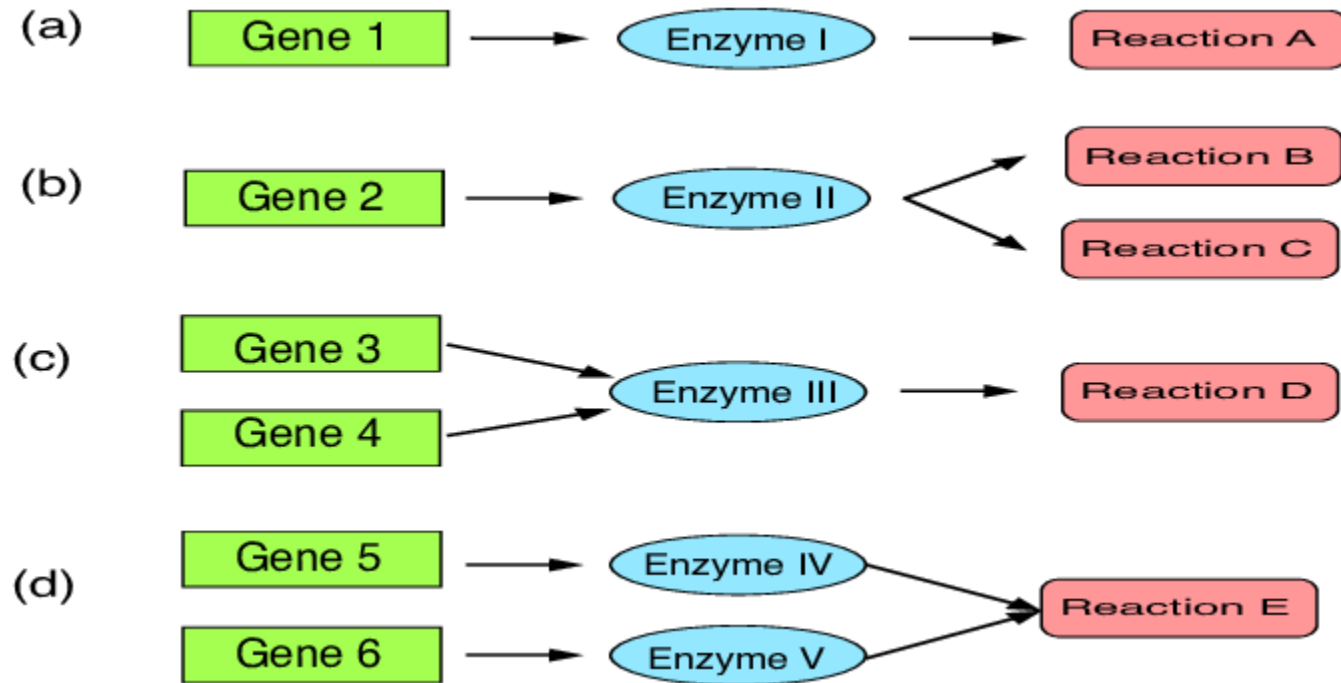 (a)
Gene 1
Enzyme I
Reaction A
(b)
Gene 2
Enzyme II
Reaction B
Reaction C
(c)
Gene 3
Gene 4
Enzyme III
Reaction D
(d)
Gene 5
Enzyme IV
Gene 6
Enzyme V
Reaction E